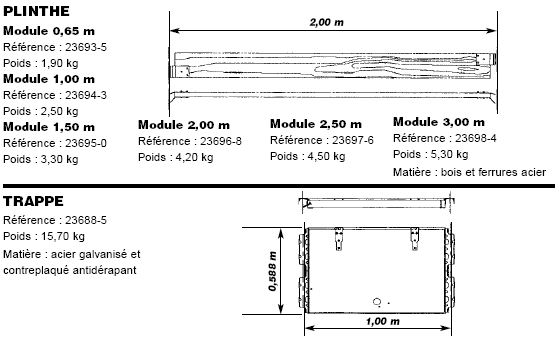 PLINTHE
Module 0,65 m
Référence : 23693-5
Poids : 1,90 kg
Module 1,00 m
Référence : 23694-3
Poids : 2,50 kg
Module 1,50 m
Référence : 23695-0
Poids : 3,30 kg
2,00 m
Module 2,00 m
Référence : 23696-8
Poids : 4,20 kg
Module 2,50 m
Référence : 23697-6
Poids : 4,50 kg
Module 3,00 m
Référence : 23698-4
Poids : 5,30 kg
Matière : bois et ferrures acier
TRAPPE
Référence : 23688-5
Poids : 15,70 kg
Matière : acier galvanisé et
contreplaqué antidérapant
0,588 m
1,00 m